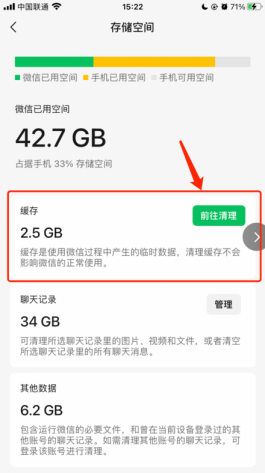 中国联通 15:22 71%
存储空间
微信已用空间 手机已用空间 手机可用空间
微信已用空间
42.7 GB
占据手机 33% 存储空间
缓存
前往清理
2.5 GB
缓存是使用微信过程中产生的临时数据，清理缓存不会
影响微信的正常使用。
聊天记录
管理
34 GB
可清理所选聊天记录里的图片、视频和文件，或者清空
所选聊天记录里的所有聊天消息。
其他数据
6.2 GB
包含运行微信的必要文件，和曾在当前设备登录过的其
他账号的聊天记录。如需清理其他账号的聊天记录，可
登录该账号进行清理。